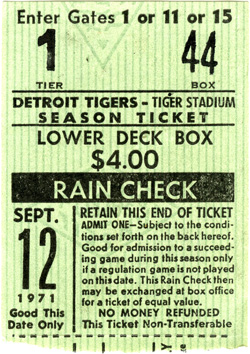 Enter Gates 1 or 11 or 15
1 44
TIER BOX
DETROIT TIGERS - TIGER STADIUM
SEASON TICKET
LOWER DECK BOX
$4.00
RAIN CHECK
SEPT.
12
1971
Good This
Date Only
RETAIN THIS END OF TICKET
ADMIT ONE—Subject to the conditions
set forth on the back hereof.
Good for admission to a succeed-
ing game during this season only
if a regulation game is not played
on this date. This Rain Check then
may be exchanged at box office
for a ticket of equal value.
NO MONEY REFUNDED
This Ticket Non-Transferable